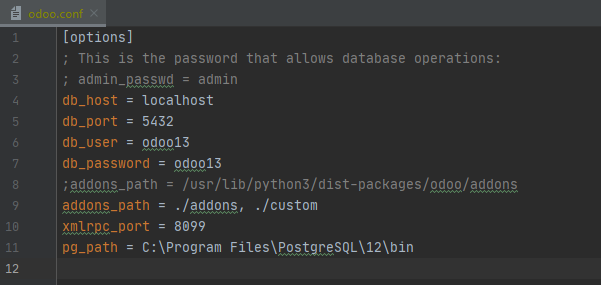 odoo.conf
1 [options]
2 ; This is the password that allows database operations:
3 ; admin_passwd = admin
4 db_host = localhost
5 db_port = 5432
6 db_user = odoo13
7 db_password = odoo13
8 ;addons_path = /usr/lib/python3/dist-packages/odoo/addons
9 addons_path = ./addons, ./custom
10 xmlrpc_port = 8099
11 pg_path = C:\Program Files\PostgreSQL\12\bin
12